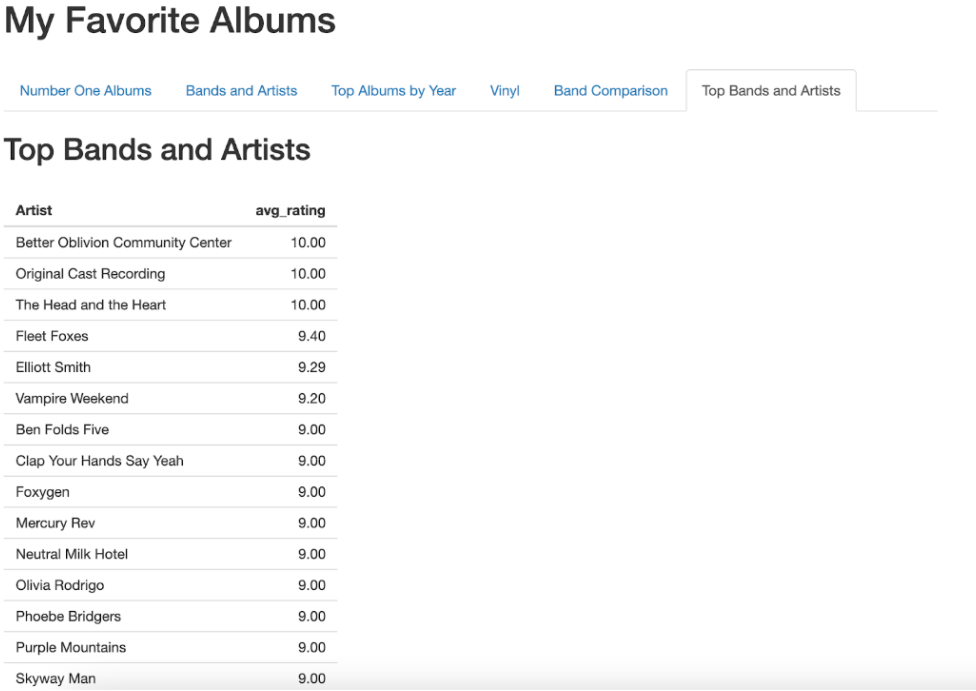 My Favorite Albums
Number One Albums Bands and Artists Top Albums by Year Vinyl Band Comparison Top Bands and Artists
Top Bands and Artists
Artist avg_rating
Better Oblivion Community Center 10.00
Original Cast Recording 10.00
The Head and the Heart 10.00
Fleet Foxes 9.40
Elliott Smith 9.29
Vampire Weekend 9.20
Ben Folds Five 9.00
Clap Your Hands Say Yeah 9.00
Foxygen 9.00
Mercury Rev 9.00
Neutral Milk Hotel 9.00
Olivia Rodrigo 9.00
Phoebe Bridgers 9.00
Purple Mountains 9.00
Skyway Man 9.00